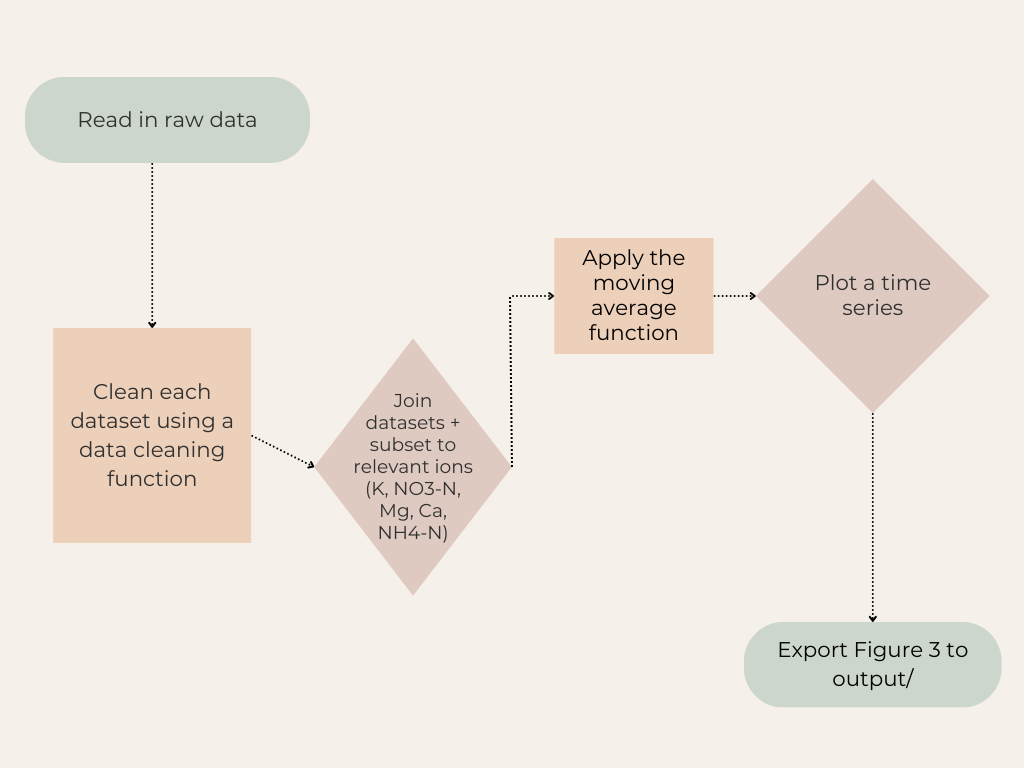 Read in raw data
Clean each
dataset using a
data cleaning
function
Join
datasets +
subset to
relevant ions
(K, NO3-N,
Mg, Ca,
NH4-N)
Apply the
moving
average
function
Plot a time
series
Export Figure 3 to
output/